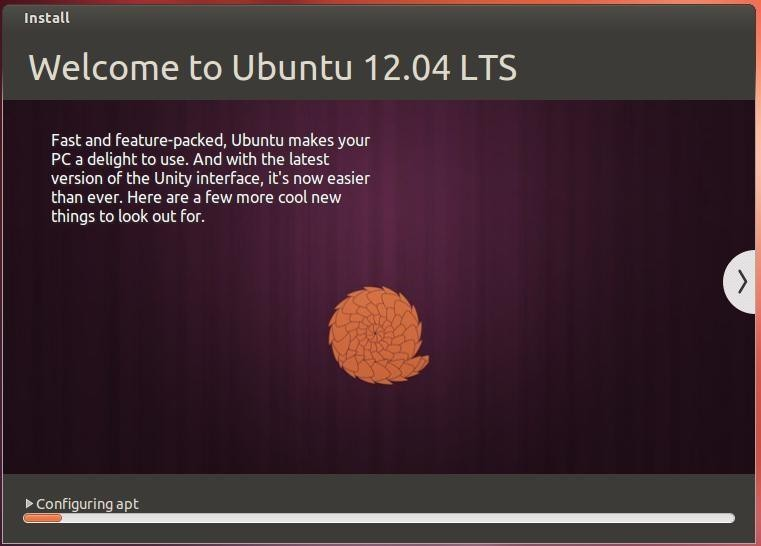 Install
Welcome to Ubuntu 12.04 LTS
Fast and feature-packed, Ubuntu makes your
PC a delight to use. And with the latest
version of the Unity interface, it's now easier
than ever. Here are a few more cool new
things to look out for.
Configuring apt